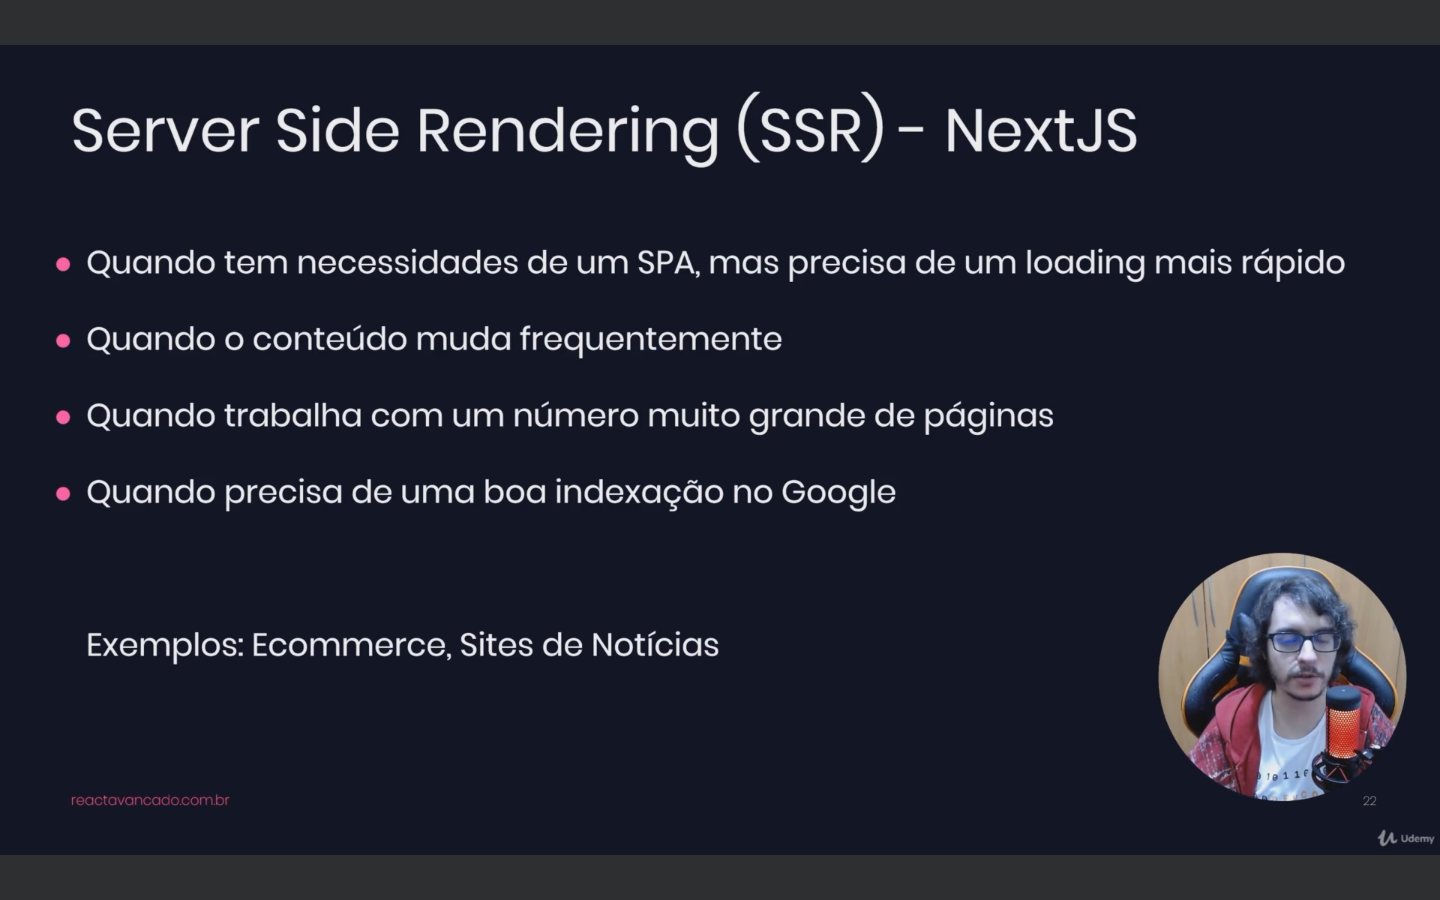 Server Side Rendering (SSR) - NextJS
Quando tem necessidades de um SPA, mas precisa de um loading mais rápido
Quando o conteúdo muda frequentemente
Quando trabalha com um número muito grande de páginas
Quando precisa de uma boa indexação no Google
Exemplos: Ecommerce, Sites de Notícias
reactavancado.com.br
22
Udemy